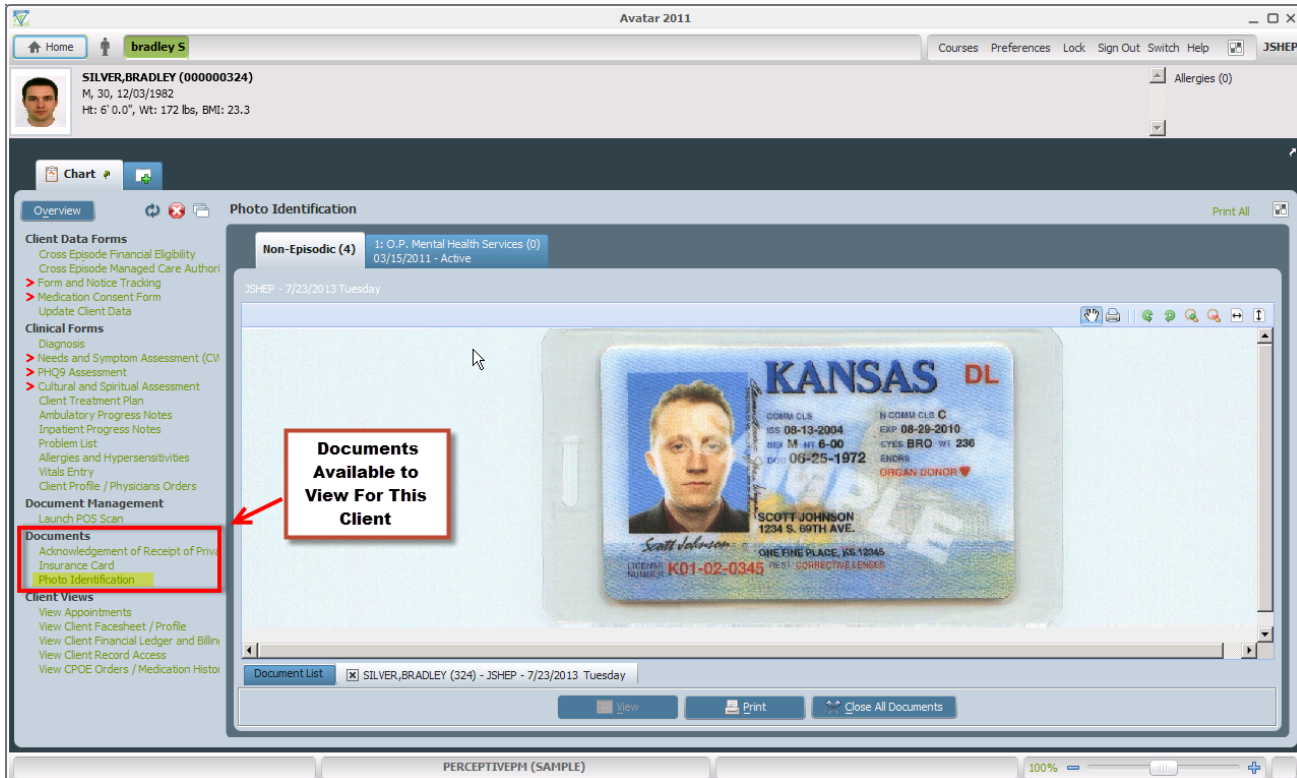 Avatar 2011
Home
bradley S
Courses Preferences Lock Sign Out Switch Help JSHEP
SILVER,BRADLEY (000000324)
M, 30, 12/03/1982
Ht: 6' 0.0", Wt: 172 lbs, BMI: 23.3
Allergies (0)
Chart
Overview
Client Data Forms
Cross Episode Financial Eligibility
Cross Episode Managed Care Authori
Form and Notice Tracking
Medication Consent Form
Update Client Data
Clinical Forms
Diagnosis
Needs and Symptom Assessment (CW
PHQ9 Assessment
Cultural and Spiritual Assessment
Client Treatment Plan
Ambulatory Progress Notes
Inpatient Progress Notes
Problem List
Allergies and Hypersensitivities
Vitals Entry
Client Profile / Physicians Orders
Document Management
Launch POS Scan
Documents
Acknowledgement of Receipt of Priva
Insurance Card
Photo Identification
Client Views
View Appointments
View Client Facesheet / Profile
View Client Financial Ledger and Billin
View Client Record Access
View CPOE Orders / Medication Histor
Documents
Available to
View For This
Client
Photo Identification
Print All
Non-Episodic (4)
1: O.P. Mental Health Services (0)
03/15/2011 - Active
JSHEP - 7/23/2013 Tuesday
KANSAS DL
COMM CLS N COMM CLS C
ISS 08-13-2004 EXP 08-29-2010
SEX M HT 6-00 EYES BRO WT 236
DOB 06-25-1972 ENDRS
ORGAN DONOR
SAMPLE
SCOTT JOHNSON
1234 S. 69TH AVE.
Scott Johnson
ONE FINE PLACE, KS 12345
LICENSE NUMBER K01-02-0345 REST CORRECTIVE LENSES
Document List
SILVER,BRADLEY (324) - JSHEP - 7/23/2013 Tuesday
View
Print
Close All Documents
PERCEPTIVEPM (SAMPLE)
100%